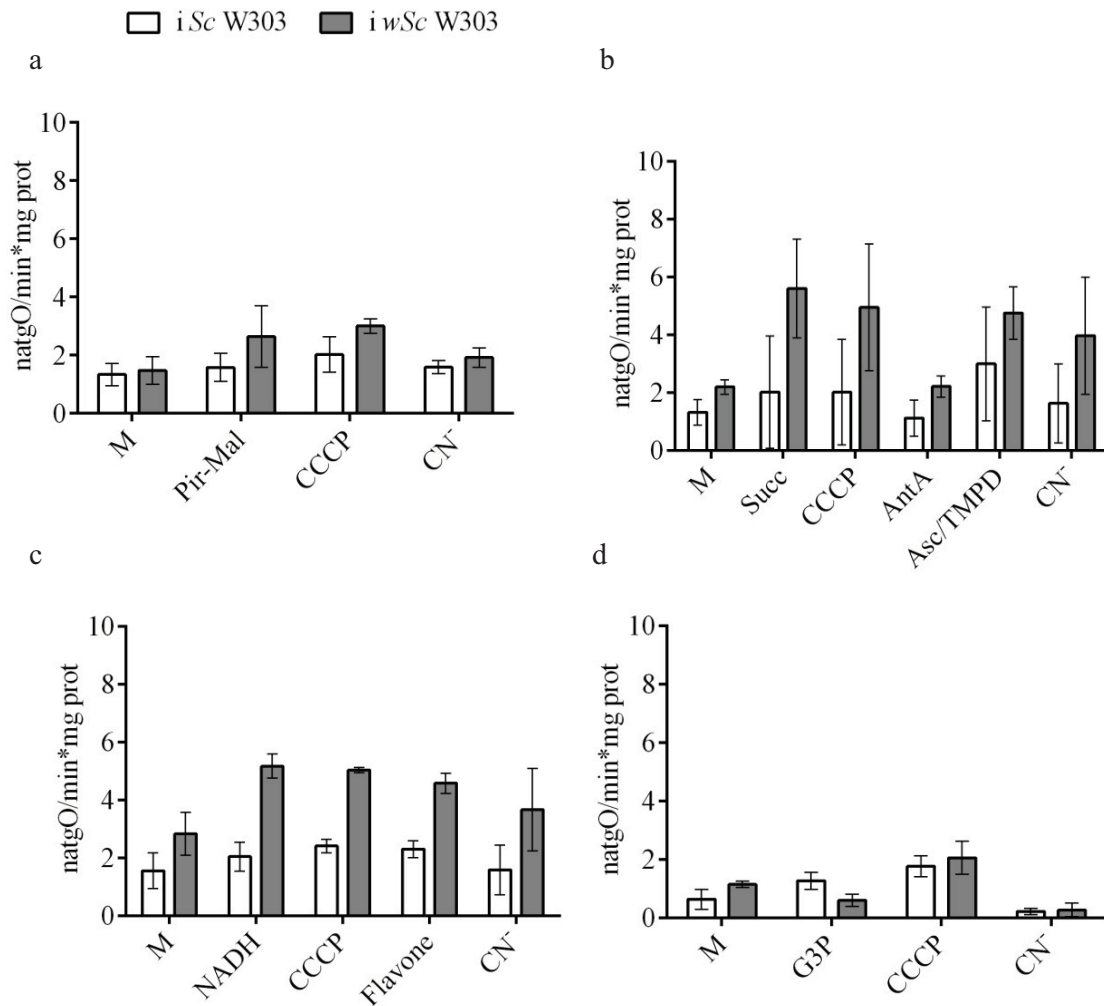 i Sc W303 i wSc W303
a
natgO/min*mg prot
10
8
6
4
2
0
M Pir-Mal CCCP CN⁻
b
natgO/min*mg prot
10
8
6
4
2
0
M Succ CCCP AntA Asc/TMPD CN⁻
c
natgO/min*mg prot
10
8
6
4
2
0
M NADH CCCP Flavone CN⁻
d
natgO/min*mg prot
10
8
6
4
2
0
M G3P CCCP CN⁻